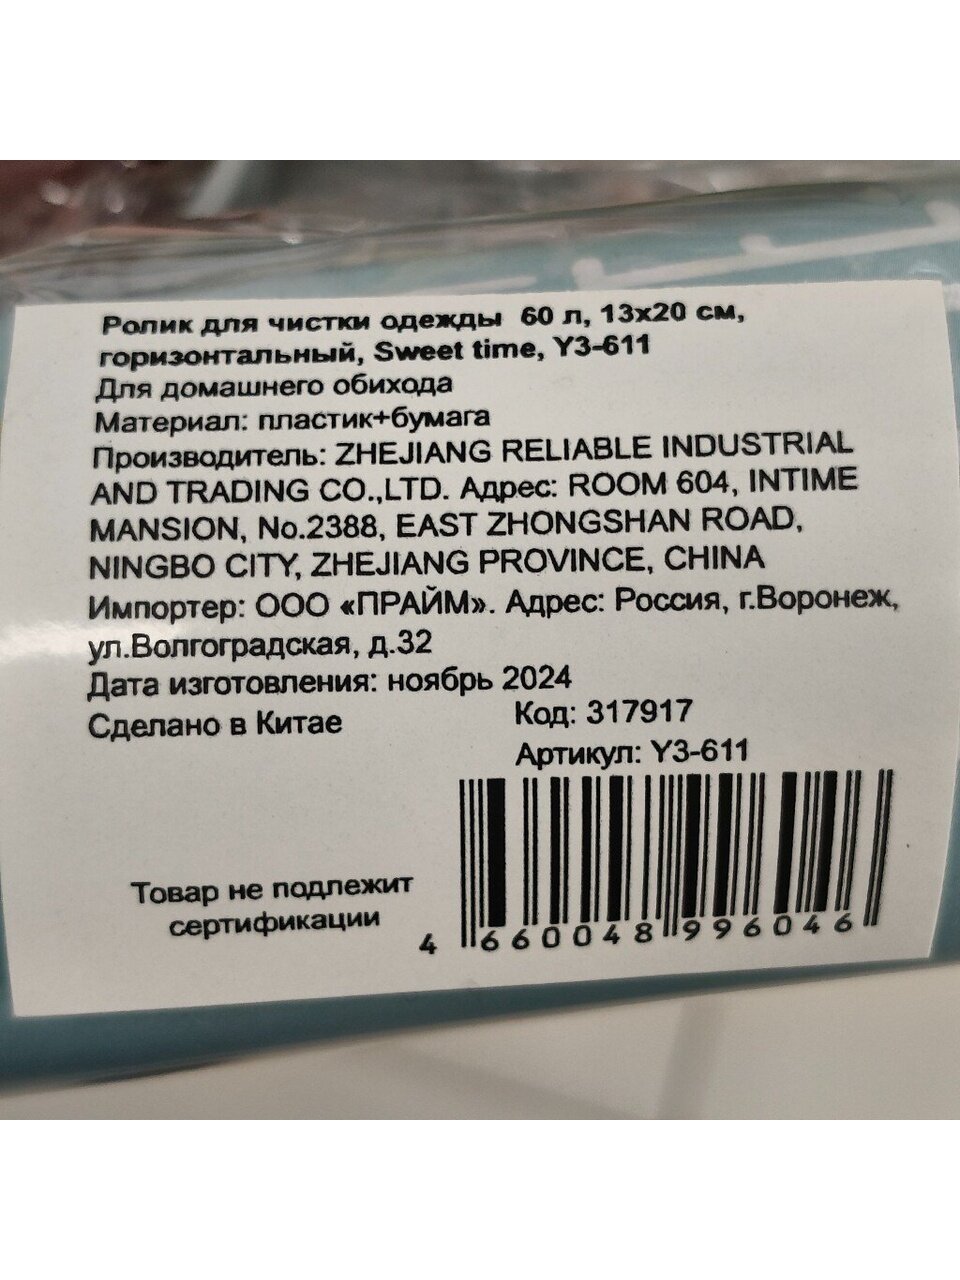 Ролик для чистки одежды  60 л, 13х20 см,
горизонтальный, Sweet time, Y3-611
Для домашнего обихода
Материал: пластик+бумага
Производитель: ZHEJIANG RELIABLE INDUSTRIAL
AND TRADING CO.,LTD. Адрес: ROOM 604, INTIME
MANSION, No.2388, EAST ZHONGSHAN ROAD,
NINGBO CITY, ZHEJIANG PROVINCE, CHINA
Импортер: ООО «ПРАЙМ». Адрес: Россия, г.Воронеж,
ул.Волгоградская, д.32
Дата изготовления: ноябрь 2024
Сделано в Китае
Код: 317917
Артикул: Y3-611
Товар не подлежит
сертификации
4 660048 996046